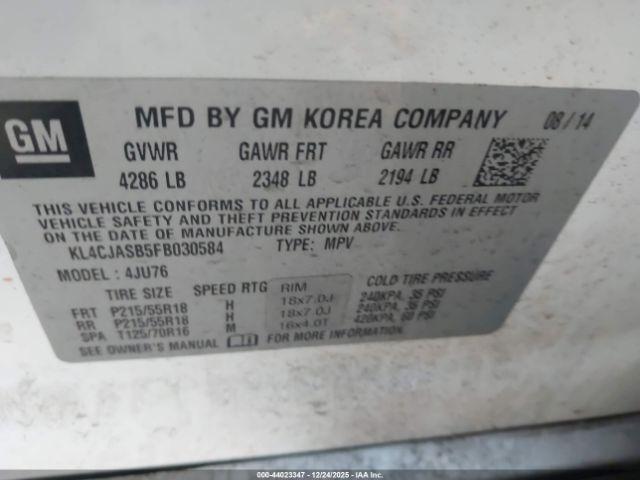 GM
MFD BY GM KOREA COMPANY 08/14
GVWR GAWR FRT GAWR RR
4286 LB 2348 LB 2194 LB
THIS VEHICLE CONFORMS TO ALL APPLICABLE U.S. FEDERAL MOTOR
VEHICLE SAFETY AND THEFT PREVENTION STANDARDS IN EFFECT
ON THE DATE OF MANUFACTURE SHOWN ABOVE.
KL4CJASB5FB030584 TYPE: MPV
MODEL: 4JU76
TIRE SIZE SPEED RTG RIM COLD TIRE PRESSURE
FRT P215/55R18 H 18x7.0J 240KPA, 35 PSI
RR P215/55R18 H 18x7.0J 240KPA, 35 PSI
SPA T125/70R16 M 16x4.0T 420KPA, 60 PSI
SEE OWNER'S MANUAL FOR MORE INFORMATION
000-44023347 - 12/24/2025 - COPYRIGHT IAA, LLC